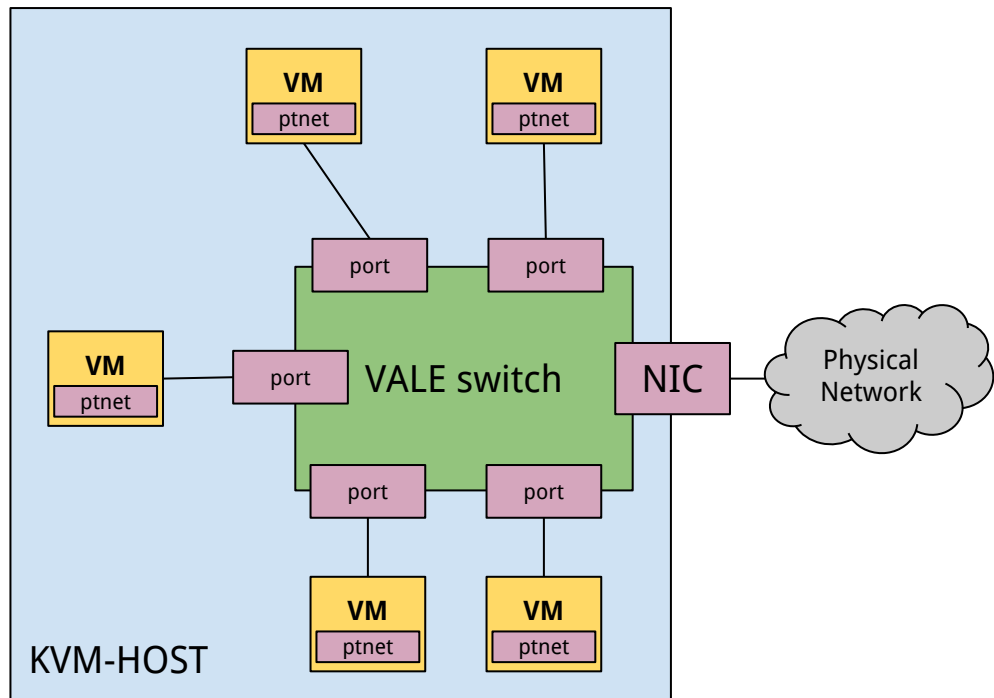 VM
ptnet
VM
ptnet
port
port
VM
ptnet
port
VALE switch
NIC
Physical
Network
port
port
VM
ptnet
VM
ptnet
KVM-HOST